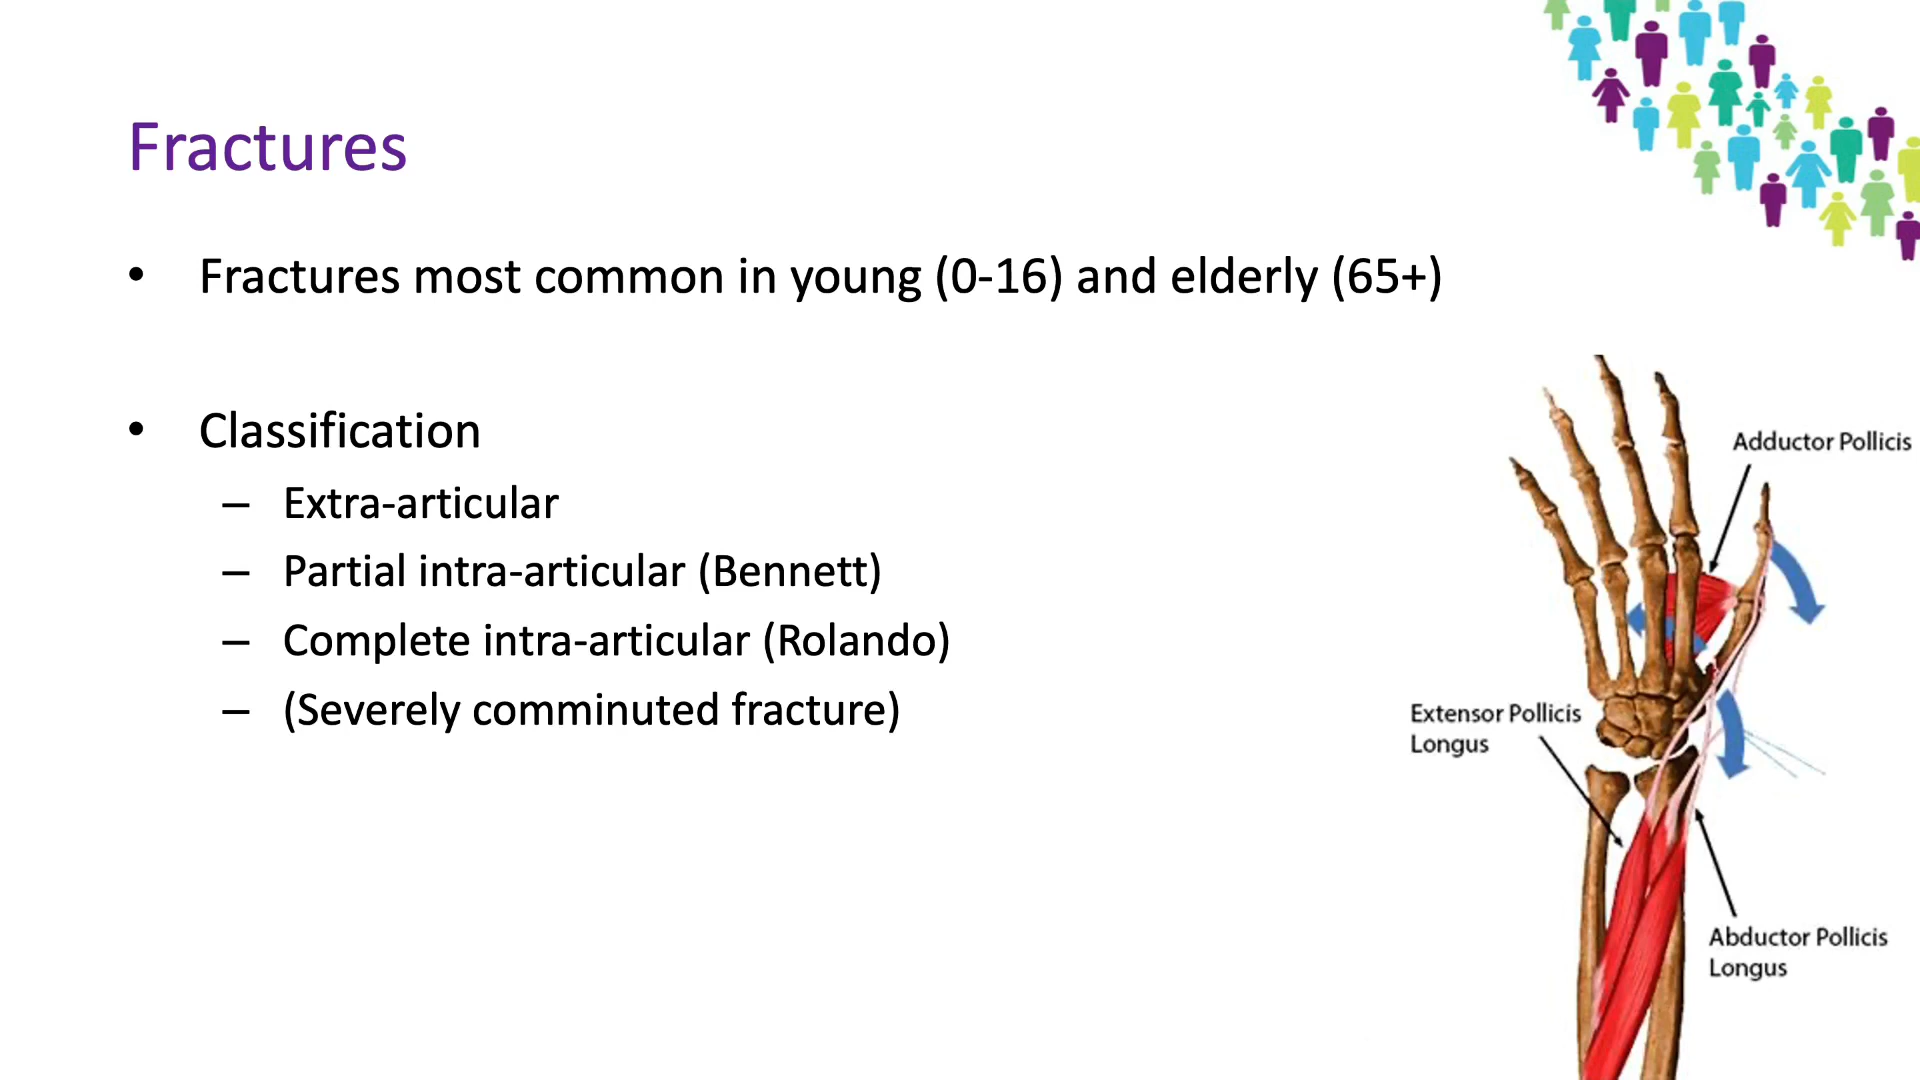 Fractures
• Fractures most common in young (0-16) and elderly (65+)
• Classification
– Extra-articular
– Partial intra-articular (Bennett)
– Complete intra-articular (Rolando)
– (Severely comminuted fracture)
Adductor Pollicis
Extensor Pollicis
Longus
Abductor Pollicis
Longus